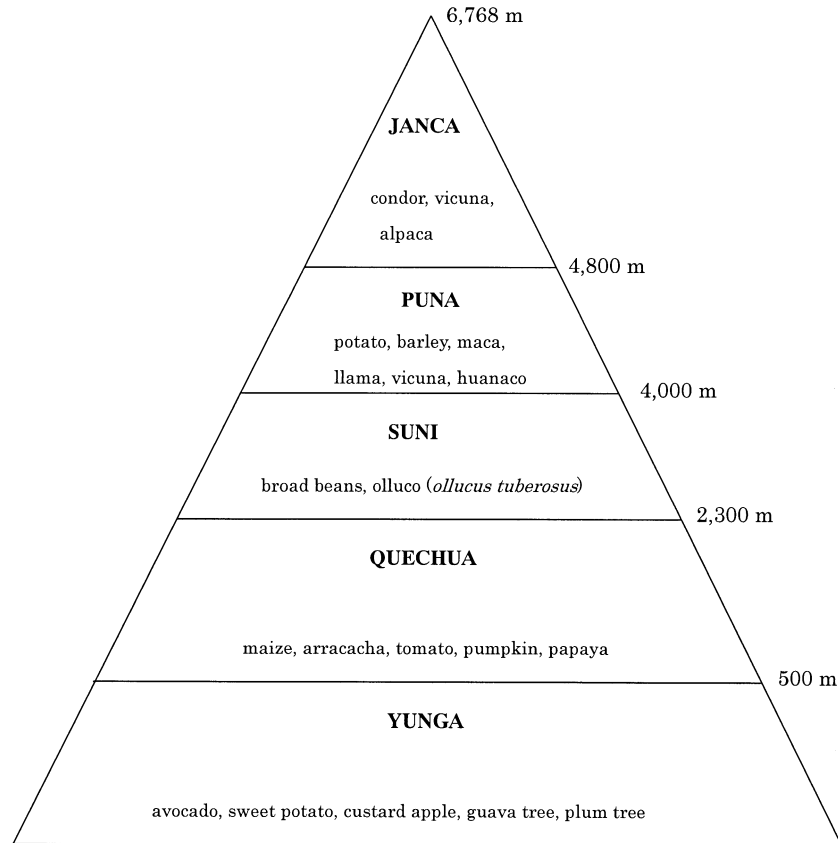 6,768 m
JANCA
condor, vicuna,
alpaca
4,800 m
PUNA
potato, barley, maca,
llama, vicuna, huanaco
4,000 m
SUNI
broad beans, olluco (ollucus tuberosus)
2,300 m
QUECHUA
maize, arracacha, tomato, pumpkin, papaya
500 m
YUNGA
avocado, sweet potato, custard apple, guava tree, plum tree